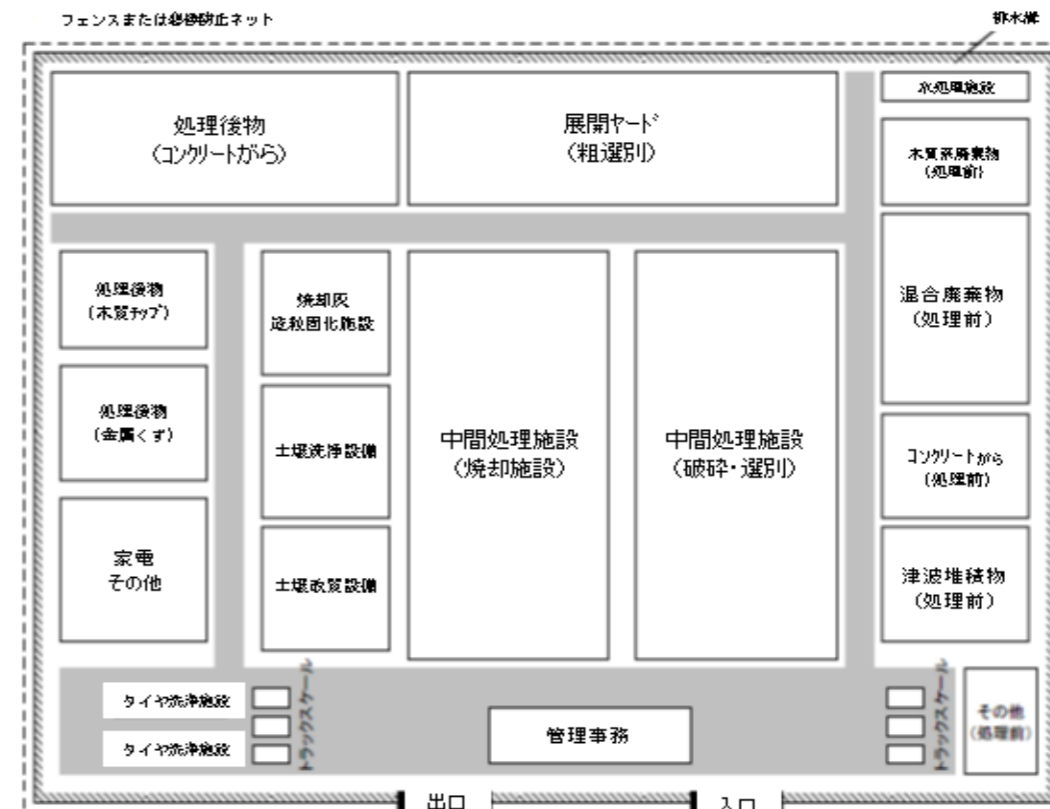 フェンスまたは飛散防止ネット
排水溝
処理後物
(コンクリートがら)
展開ヤード
(粗選別)
水処理施設
木質系廃棄物
(処理前)
処理後物
(木質チップ)
焼却灰
造粒固化施設
混合廃棄物
(処理前)
処理後物
(金属くず)
土壌洗浄設備
中間処理施設
(焼却施設)
中間処理施設
(破砕・選別)
コンクリートがら
(処理前)
家電
その他
土壌改質設備
津波堆積物
(処理前)
タイヤ洗浄施設
タイヤ洗浄施設
トラックスケール
管理事務
トラックスケール
その他
(処理前)
出口
入口